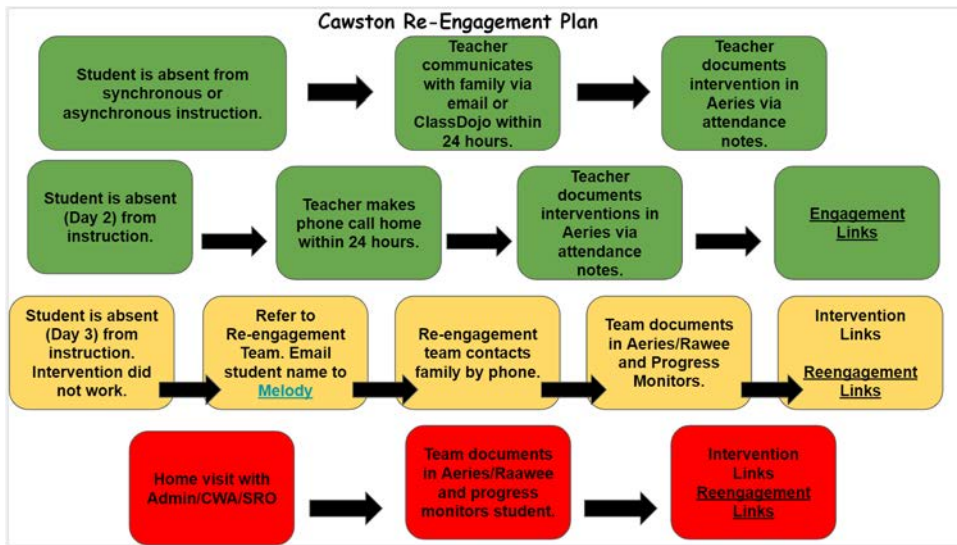 Cawston Re-Engagement Plan
Student is absent from
synchronous or
asynchronous instruction.
Teacher
communicates
with family via
email or
ClassDojo within
24 hours.
Teacher
documents
intervention in
Aeries via
attendance
notes.
Student is absent
(Day 2) from
instruction.
Teacher makes
phone call home
within 24 hours.
Teacher
documents
interventions in
Aeries via
attendance
notes.
Engagement
Links
Student is absent
(Day 3) from
instruction.
Intervention did
not work.
Refer to
Re-engagement
Team. Email
student name to
Melody
Re-engagement
team contacts
family by phone.
Team documents
in Aeries/Rawee
and Progress
Monitors.
Intervention
Links
Reengagement
Links
Home visit with
Admin/CWA/SRO
Team documents
in Aeries/Raawee
and progress
monitors student.
Intervention
Links
Reengagement
Links